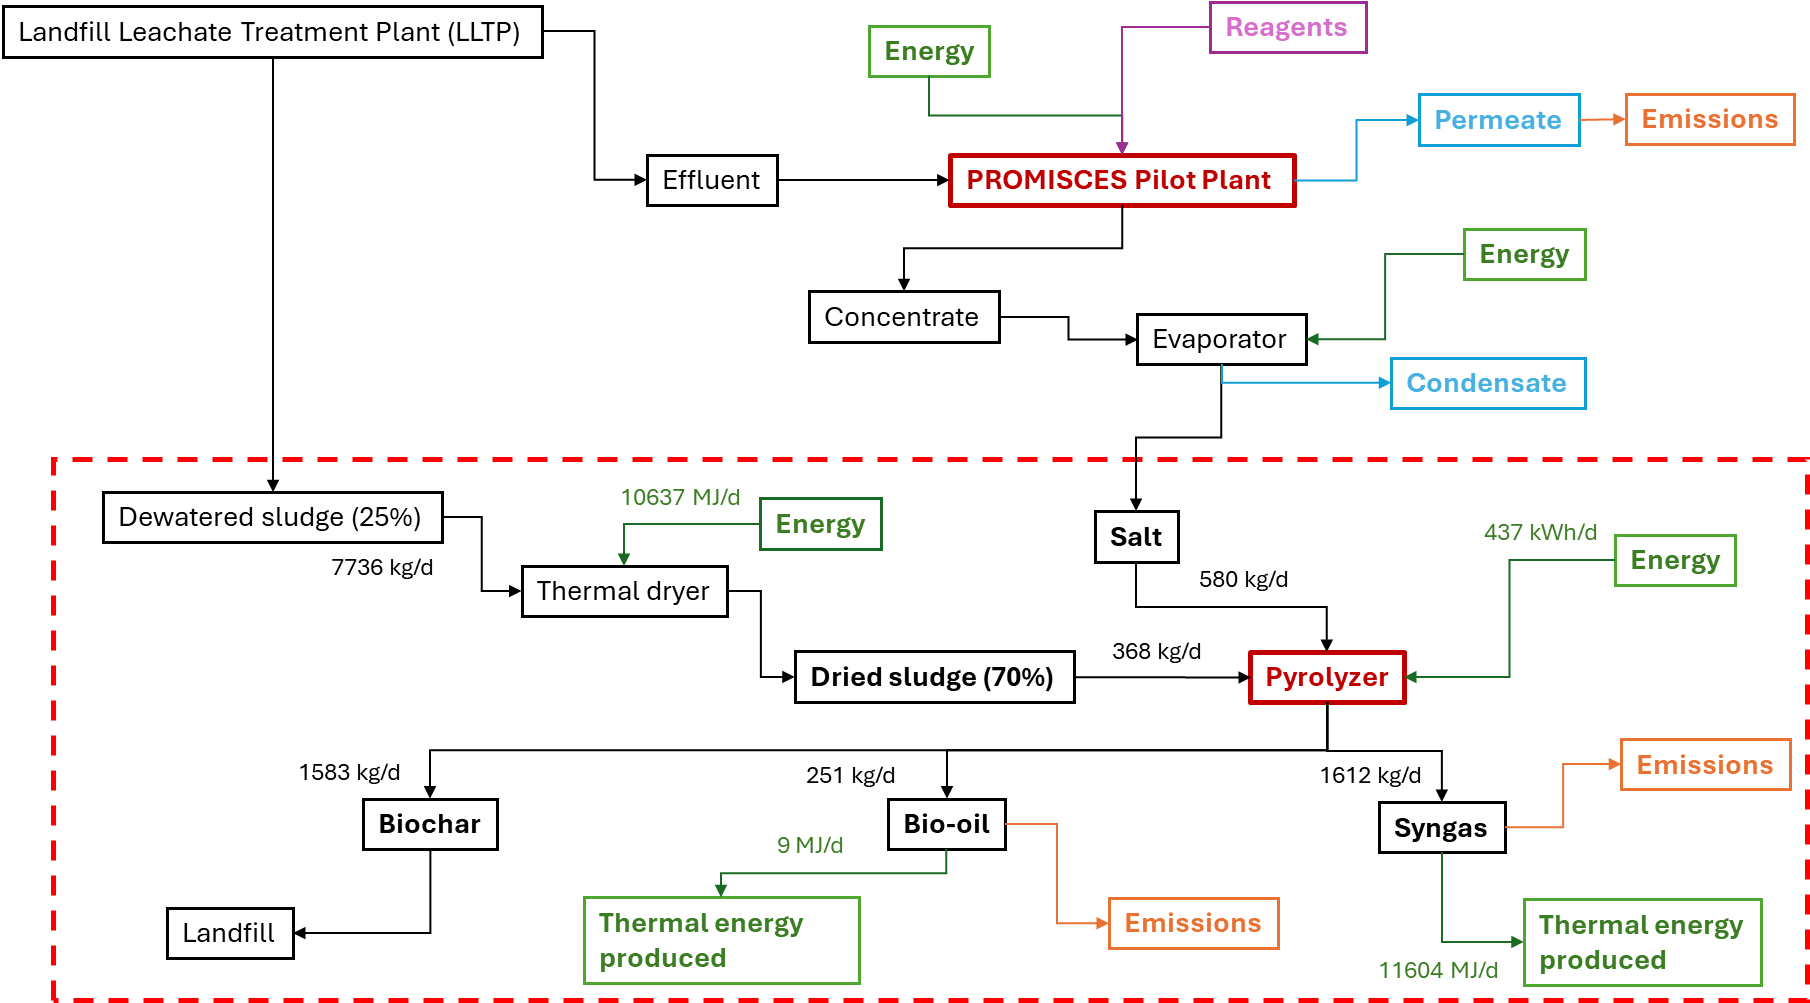 Landfill Leachate Treatment Plant (LLTP)
Reagents
Energy
Permeate
Emissions
Effluent
PROMISCES Pilot Plant
Energy
Concentrate
Evaporator
Condensate
Dewatered sludge (25%)
10637 MJ/d
Energy
Salt
437 kWh/d
Energy
7736 kg/d
Thermal dryer
580 kg/d
368 kg/d
Dried sludge (70%)
Pyrolyzer
1583 kg/d
251 kg/d
1612 kg/d
Emissions
Biochar
Bio-oil
Syngas
9 MJ/d
Landfill
Thermal energy
produced
Emissions
Thermal energy
produced
11604 MJ/d